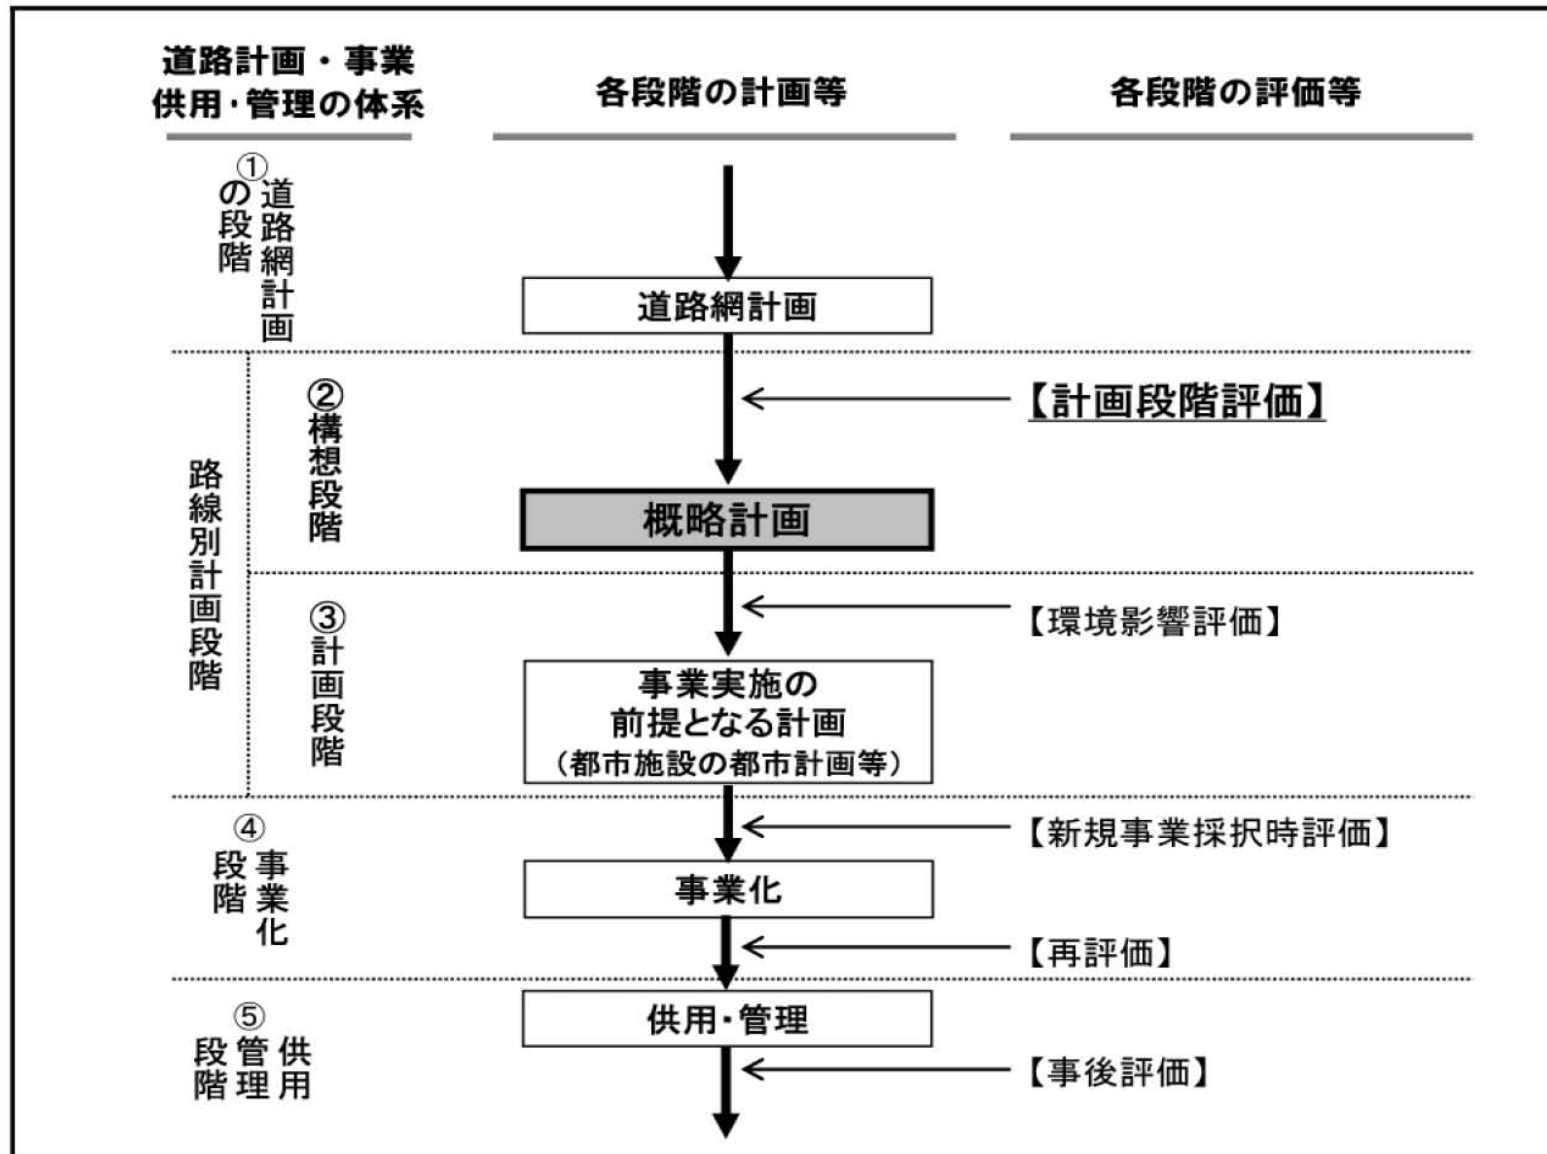 道路計画・事業
供用・管理の体系
各段階の計画等
各段階の評価等
①道路網計画
の段階
道路網計画
路線別計画段階
②構想段階
【計画段階評価】
概略計画
③計画段階
【環境影響評価】
事業実施の
前提となる計画
（都市施設の都市計画等）
④事業化
段階
【新規事業採択時評価】
事業化
【再評価】
⑤供用
管理
段階
供用・管理
【事後評価】